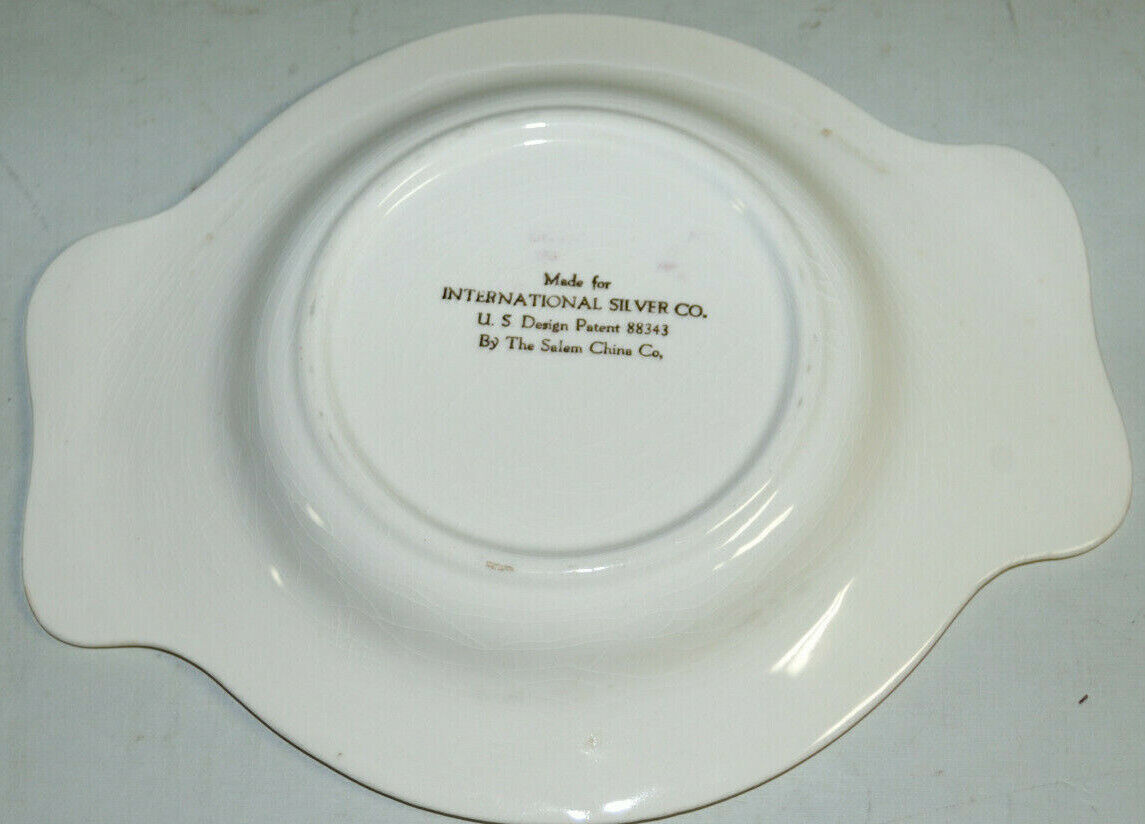 Made for
INTERNATIONAL SILVER CO.
U. S Design Patent 88343
By The Salem China Co,